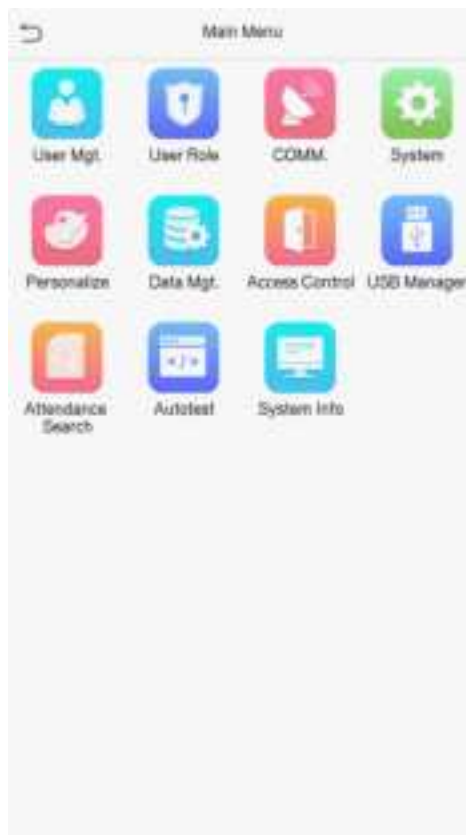 Main Menu
User Mgt.
User Role
COMM.
System
Personalize
Data Mgt.
Access Control
USB Manager
Attendance
Search
Autotest
System Info